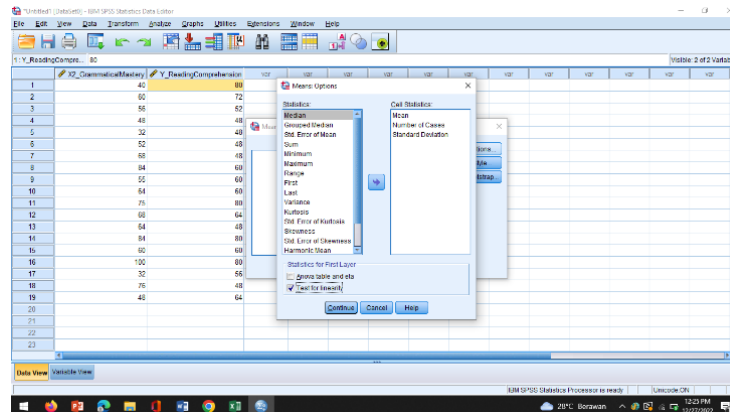 *Untitled1 [DataSet0] - IBM SPSS Statistics Data Editor
File Edit View Data Transform Analyze Graphs Utilities Extensions Window Help
1 : Y_ReadingCompre... 80
Visible: 2 of 2 Variab
X2_GrammaticalMastery Y_ReadingComprehension var var var var var var var var var var
1 40 80
2 60 72
3 56 52
4 48 48
5 32 48
6 52 48
7 68 48
8 84 60
9 55 60
10 64 60
11 75 80
12 68 64
13 64 48
14 84 80
15 60 60
16 100 80
17 32 56
18 76 48
19 48 64
20
21
22
23
Means: Options
Statistics:
Median
Grouped Median
Std. Error of Mean
Sum
Minimum
Maximum
Range
First
Last
Variance
Kurtosis
Std. Error of Kurtosis
Skewness
Std. Error of Skewness
Harmonic Mean
Cell Statistics:
Mean
Number of Cases
Standard Deviation
Statistics for First Layer
Anova table and eta
Test for linearity
Continue Cancel Help
Data View Variable View
IBM SPSS Statistics Processor is ready Unicode:ON
28°C Berawan
12:25 PM
12/27/2022